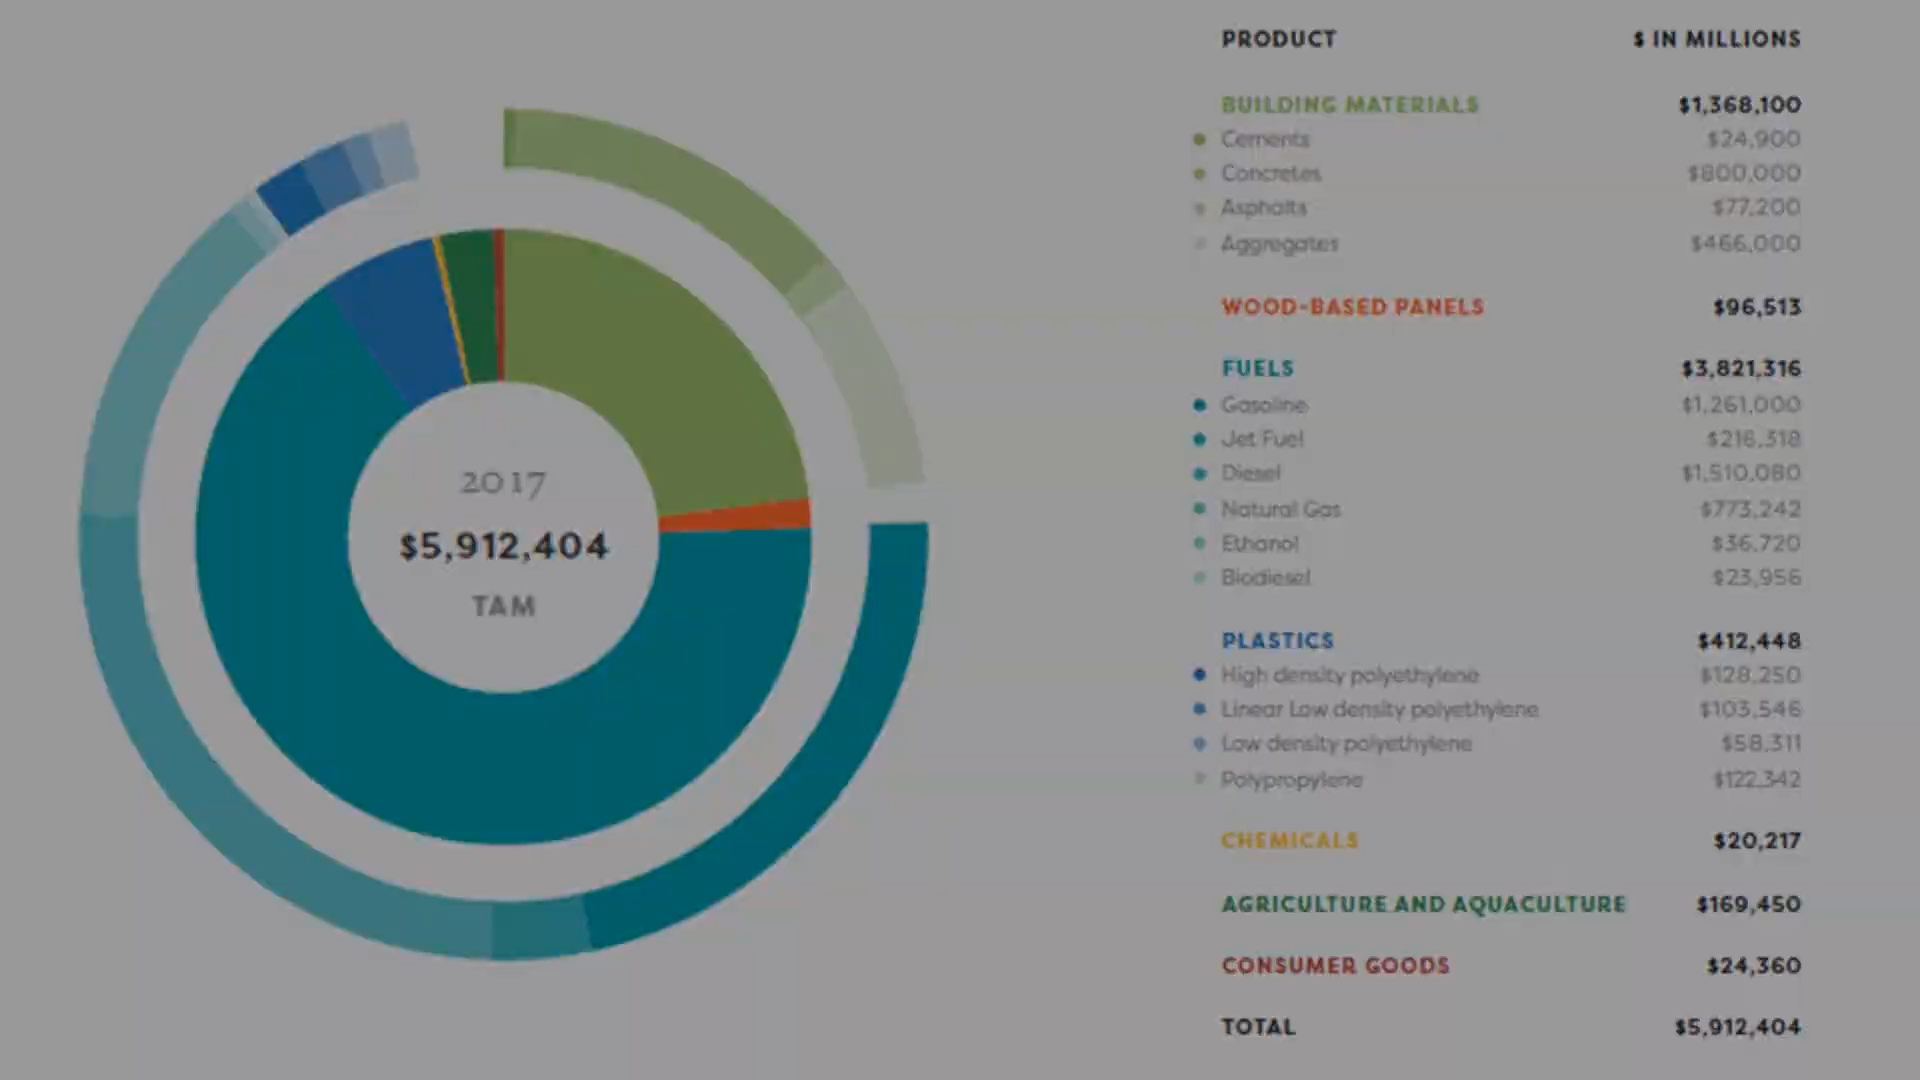 2017
$5,912,404
TAM
PRODUCT $ IN MILLIONS
BUILDING MATERIALS $1,368,100
Cements $24,900
Concretes $800,000
Asphalts $77,200
Aggregates $466,000
WOOD-BASED PANELS $96,513
FUELS $3,821,316
Gasoline $1,261,000
Jet Fuel $216,318
Diesel $1,510,080
Natural Gas $773,242
Ethanol $36,720
Biodiesel $23,956
PLASTICS $412,448
High density polyethylene $128,250
Linear Low density polyethylene $103,546
Low density polyethylene $58,311
Polypropylene $122,342
CHEMICALS $20,217
AGRICULTURE AND AQUACULTURE $169,450
CONSUMER GOODS $24,360
TOTAL $5,912,404